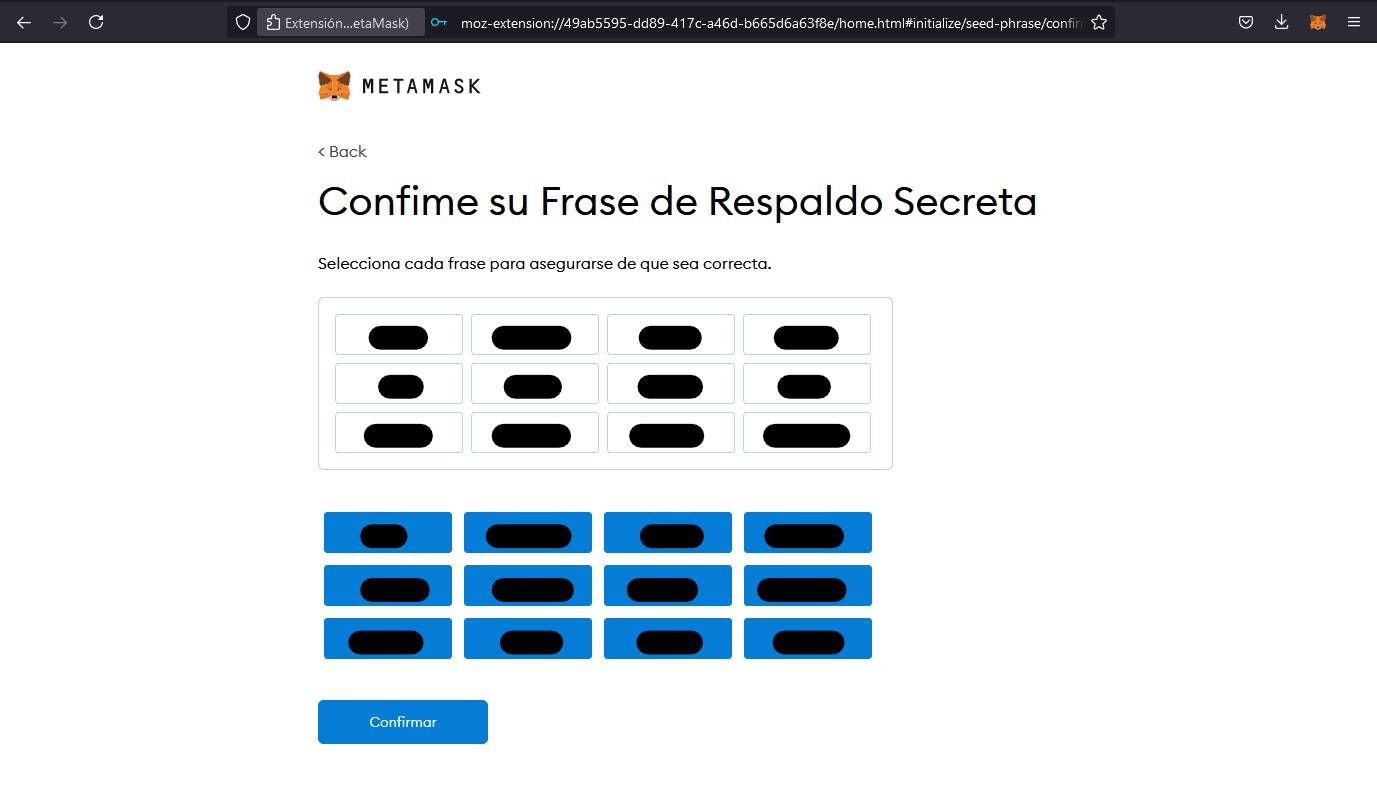 Extensión...etaMask)
moz-extension://49ab5595-dd89-417c-a46d-b665d6a63f8e/home.html#initialize/seed-phrase/confir
METAMASK
< Back
Confime su Frase de Respaldo Secreta
Selecciona cada frase para asegurarse de que sea correcta.
Confirmar